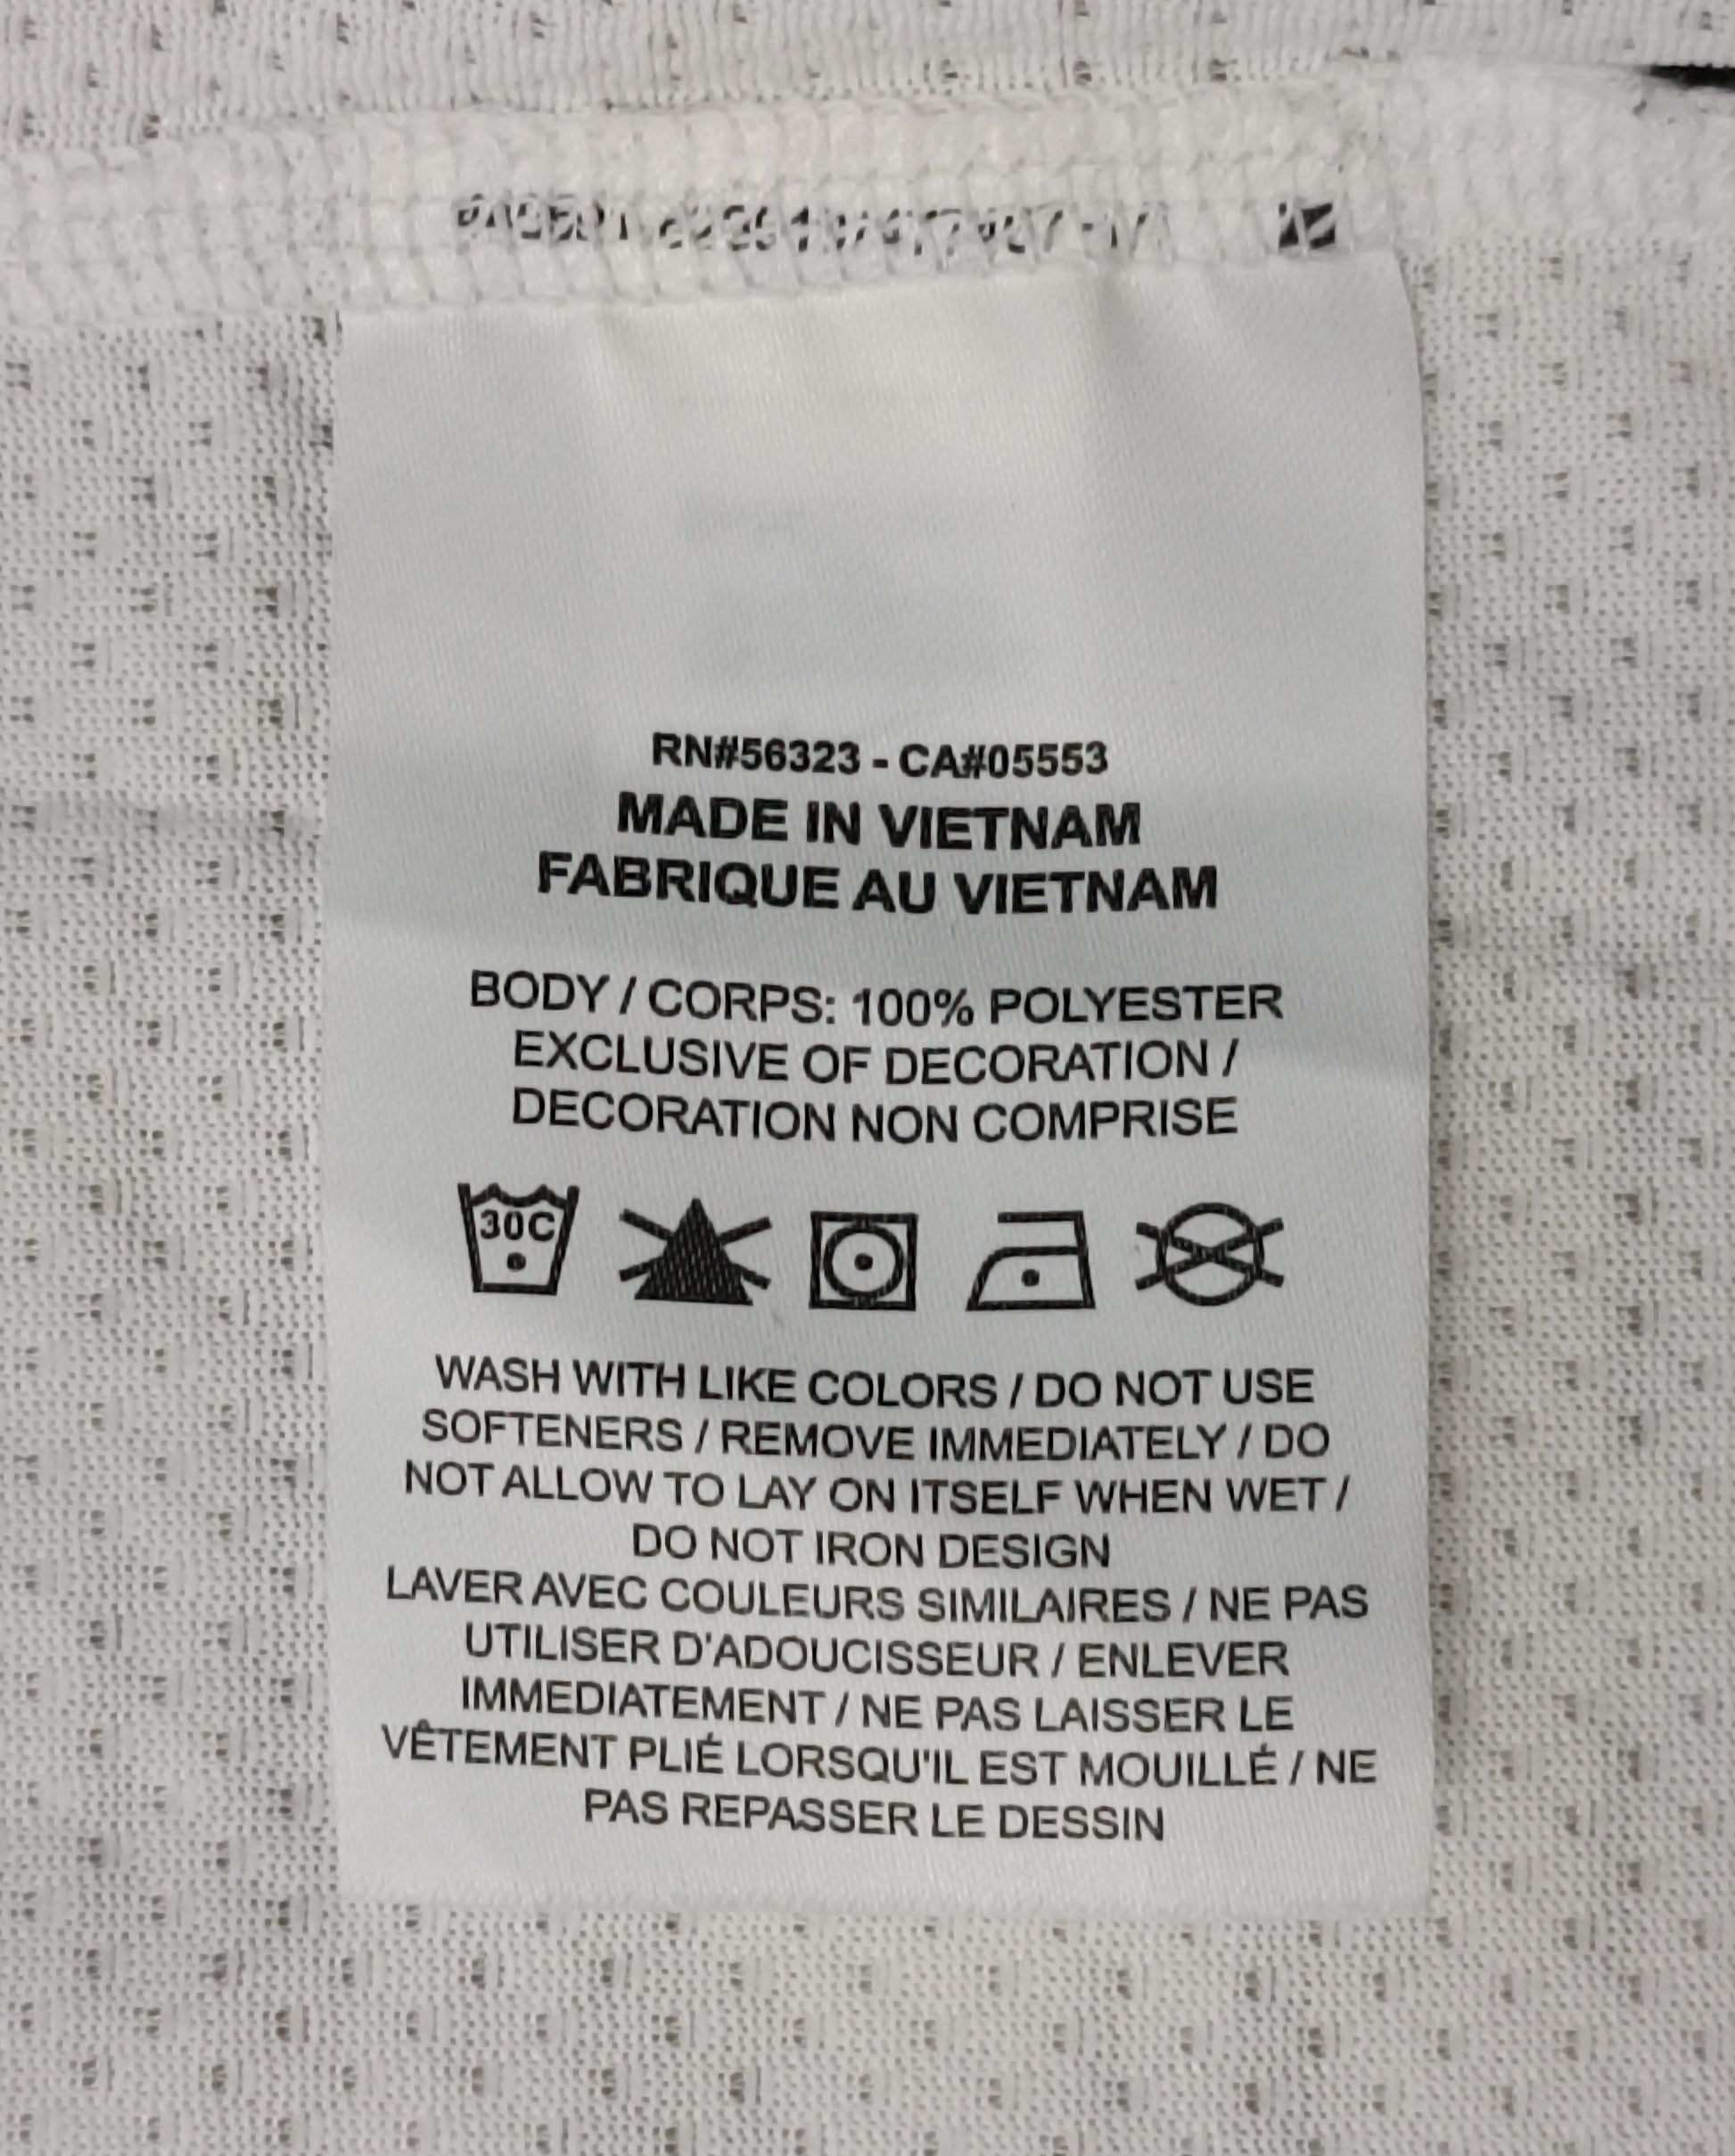 RN#56323 - CA#05553
MADE IN VIETNAM
FABRIQUE AU VIETNAM
BODY / CORPS: 100% POLYESTER
EXCLUSIVE OF DECORATION /
DECORATION NON COMPRISE
30C
WASH WITH LIKE COLORS / DO NOT USE
SOFTENERS / REMOVE IMMEDIATELY / DO
NOT ALLOW TO LAY ON ITSELF WHEN WET /
DO NOT IRON DESIGN
LAVER AVEC COULEURS SIMILAIRES / NE PAS
UTILISER D'ADOUCISSEUR / ENLEVER
IMMEDIATEMENT / NE PAS LAISSER LE
VÊTEMENT PLIÉ LORSQU'IL EST MOUILLÉ / NE
PAS REPASSER LE DESSIN